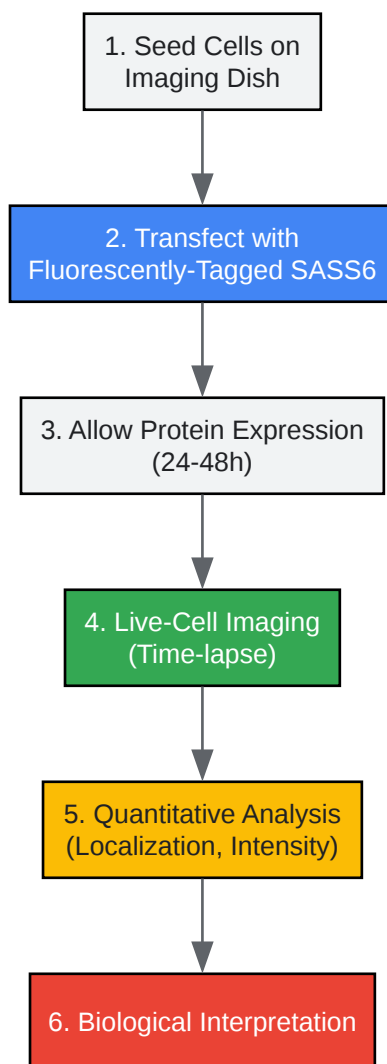 1. Seed Cells on
Imaging Dish
2. Transfect with
Fluorescently-Tagged SASS6
3. Allow Protein Expression
(24-48h)
4. Live-Cell Imaging
(Time-lapse)
5. Quantitative Analysis
(Localization, Intensity)
6. Biological Interpretation